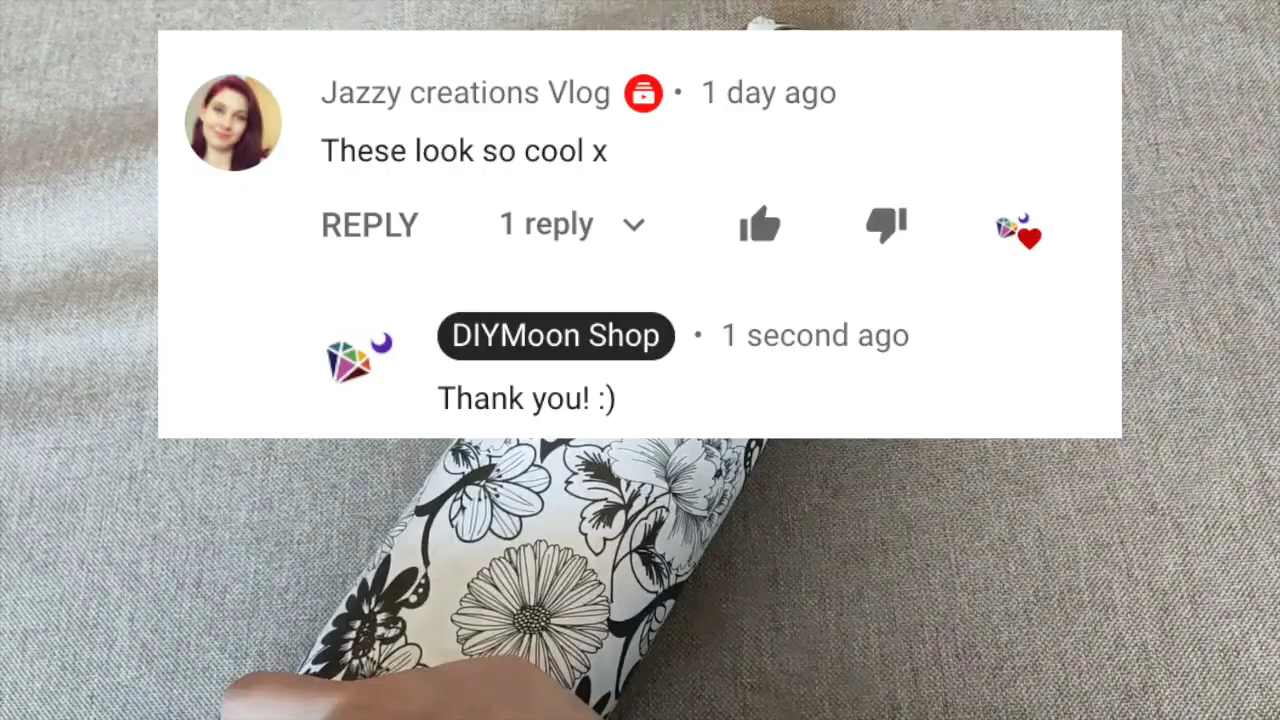 Jazzy creations Vlog • 1 day ago
These look so cool x
REPLY 1 reply
DIYMoon Shop • 1 second ago
Thank you! :)